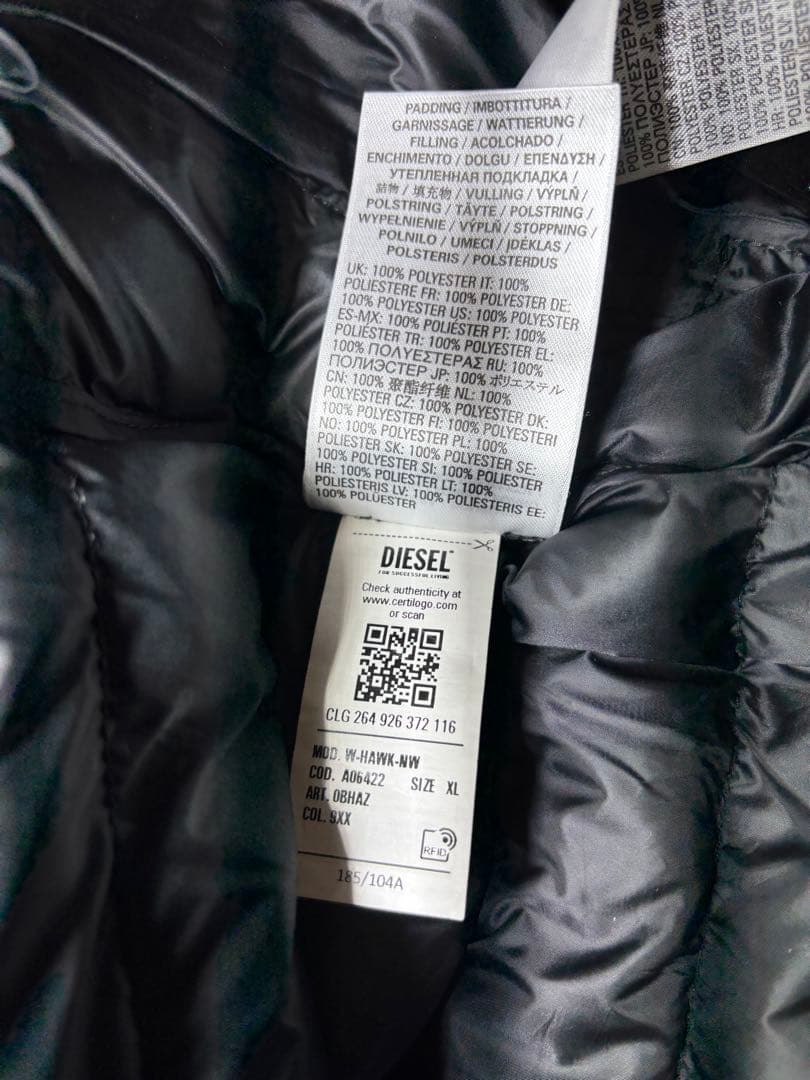 PADDING / IMBOTTITURA /
GARNISSAGE / WATTIERUNG /
FILLING / ACOLCHADO /
ENCHIMENTO / DOLGU / ΕΠΕΝΔΥΣΗ /
УТЕПЛЕННАЯ ПОДКЛАДКА /
詰物 / 填充物 / VULLING / VÝPLŇ /
POLSTRING / TÄYTE / POLSTRING /
WYPEŁNIENIE / VÝPLŇ / STOPPNING /
POLNILO / UMECI / ĮDĖKLAS /
POLSTERIS / POLSTERDUS
UK: 100% POLYESTER IT: 100%
POLIESTERE FR: 100% POLYESTER DE:
100% POLYESTER US: 100% POLYESTER
ES-MX: 100% POLIÉSTER PT: 100%
POLIÉSTER TR: 100% POLYESTER EL:
100% ΠΟΛΥΕΣΤΕΡΑΣ RU: 100%
ПОЛИЭСТЕР JP: 100% ポリエステル
CN: 100% 聚酯纤维 NL: 100%
POLYESTER CZ: 100% POLYESTER DK:
100% POLYESTER FI: 100% POLYESTERI
NO: 100% POLYESTER PL: 100%
POLIESTER SK: 100% POLYESTER SE:
100% POLYESTER SI: 100% POLYESTER
HR: 100% POLIESTER LT: 100%
POLIESTERIS LV: 100% POLIESTERIS EE:
100% POLÜESTER
DIESEL
FOR SUCCESSFUL LIVING
Check authenticity at
www.certilogo.com
or scan
CLG 264 926 372 116
MOD. W-HAWK-NW
COD. A06422 SIZE XL
ART. 0BHAZ
COL. 9XX
RFID
185/104A